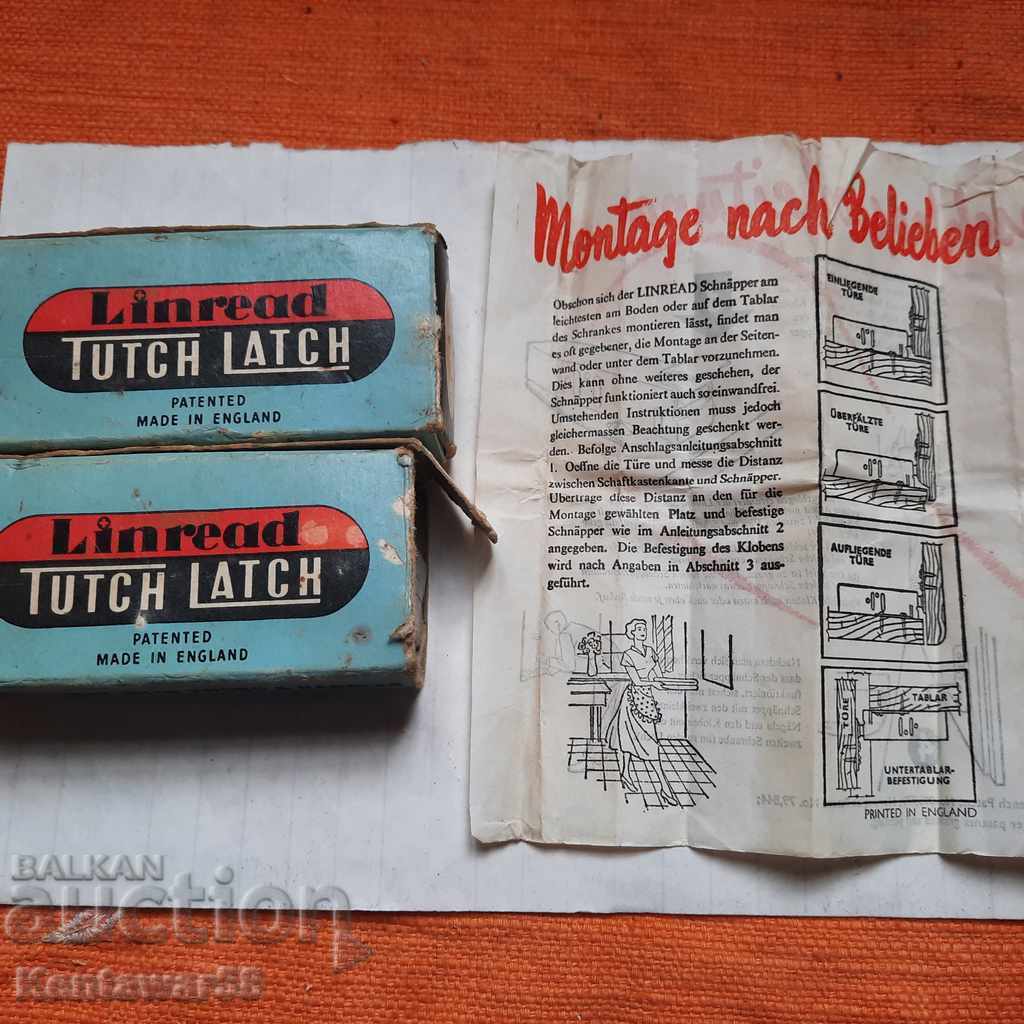 Linread
TUTCH LATCH
PATENTED
MADE IN ENGLAND
Linread
TUTCH LATCH
PATENTED
MADE IN ENGLAND
Montage nach Belieben
Obschon sich der LINREAD Schnäpper am
leichtesten am Boden oder auf dem Tablar
des Schrankes montieren lässt, findet man
es oft gegebener, die Montage an der Seiten-
wand oder unter dem Tablar vorzunehmen.
Dies kann ohne weiteres geschehen, der
Schnäpper funktioniert auch so einwandfrei.
Umstehenden Instruktionen muss jedoch
gleichermassen Beachtung geschenkt wer-
den. Befolge Anschlagsanleitungsabschnitt
1. Oeffne die Türe und messe die Distanz
zwischen Schaftkastenkante und Schnäpper.
Übertrage diese Distanz an den für die
Montage gewählten Platz und befestige
Schnäpper wie im Anleitungsabschnitt 2
angegeben. Die Befestigung des Klobens
wird nach Angaben in Abschnitt 3 aus-
geführt.
EINLIEGENDE
TÜRE
ÜBERFÄLZTE
TÜRE
AUFLIEGENDE
TÜRE
TÖRE
TABLAR
UNTERTABLAR-
BEFESTIGUNG
PRINTED IN ENGLAND
BALKAN
auction
Kentawar58